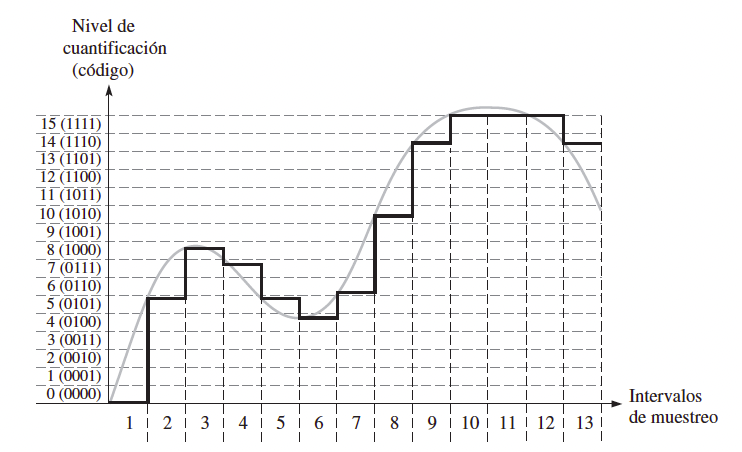 Nivel de
cuantificación
(código)
15 (1111)
14 (1110)
13 (1101)
12 (1100)
11 (1011)
10 (1010)
9 (1001)
8 (1000)
7 (0111)
6 (0110)
5 (0101)
4 (0100)
3 (0011)
2 (0010)
1 (0001)
0 (0000)
Intervalos
de muestreo
1 2 3 4 5 6 7 8 9 10 11 12 13